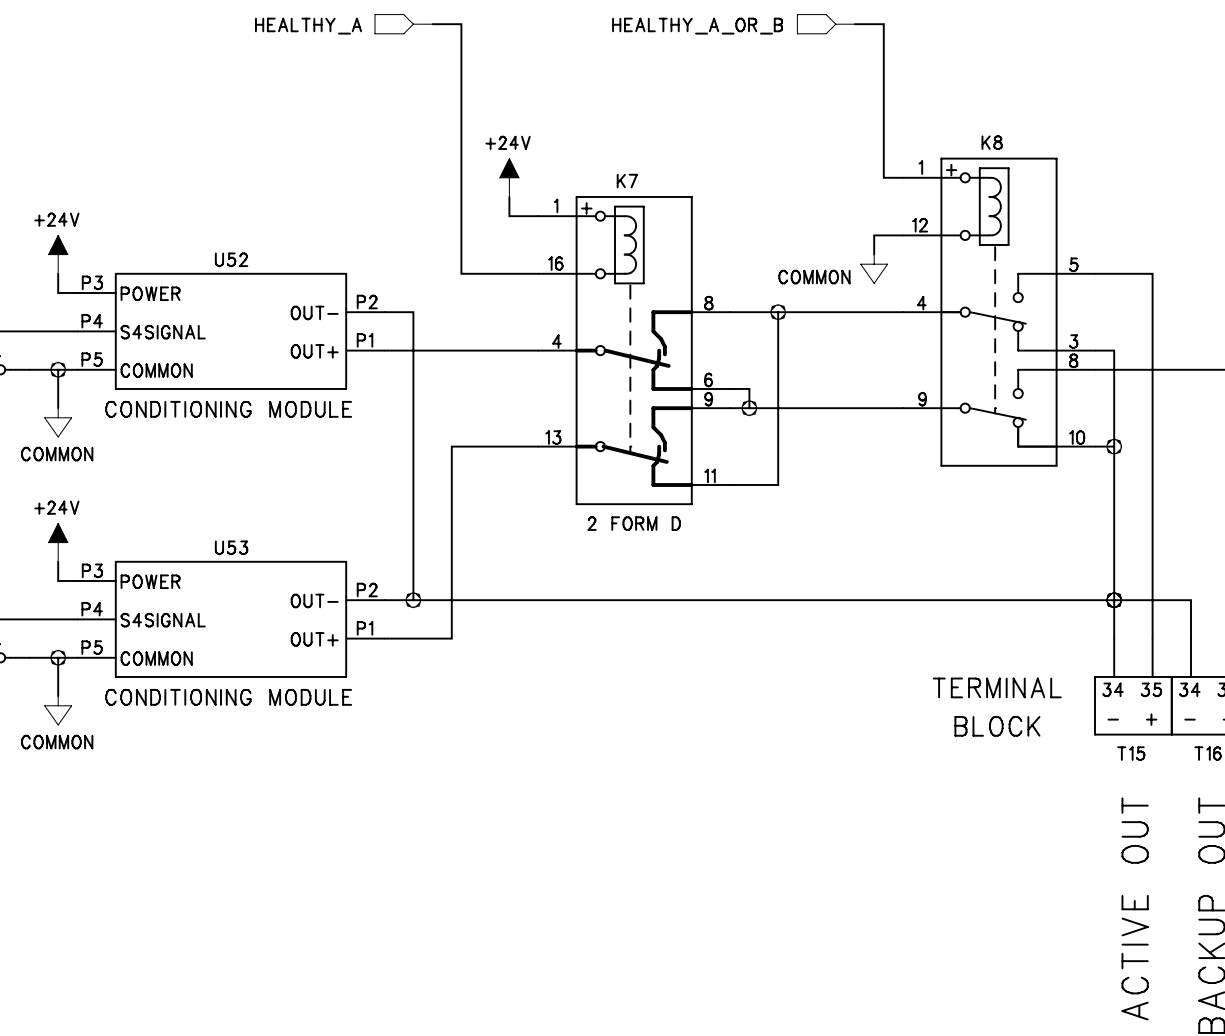 HEALTHY_A
HEALTHY_A_OR_B
+24V
K8
K7
1
+
1
+
12
16
COMMON
5
+24V
U52
P3
POWER
OUT-
P2
8
4
P4
S4SIGNAL
OUT+
P1
4
3
P5
COMMON
8
6
9
9
CONDITIONING MODULE
13
10
COMMON
11
+24V
2 FORM D
U53
P3
POWER
OUT-
P2
P4
S4SIGNAL
OUT+
P1
P5
COMMON
CONDITIONING MODULE
COMMON
TERMINAL
BLOCK
34 35 34
- + -
T15
T16
ACTIVE OUT
BACKUP OUT